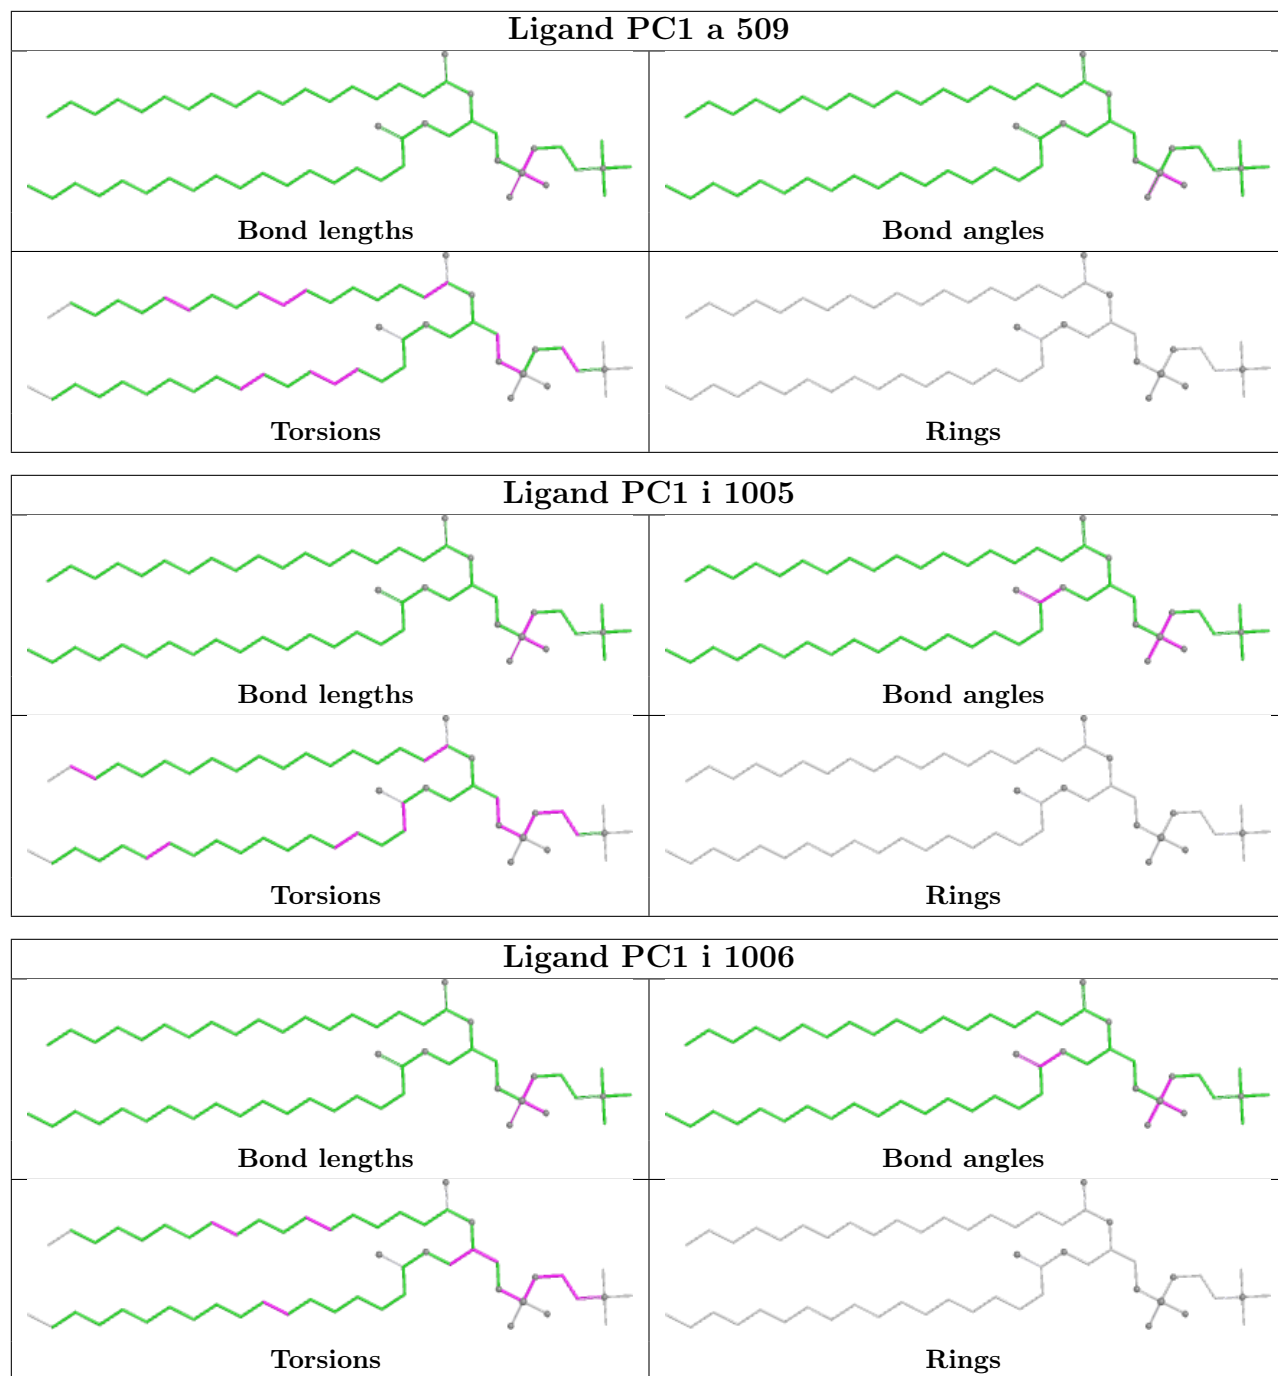 Ligand PC1 a 509
Bond lengths
Bond angles
Torsions
Rings
Ligand PC1 i 1005
Bond lengths
Bond angles
Torsions
Rings
Ligand PC1 i 1006
Bond lengths
Bond angles
Torsions
Rings